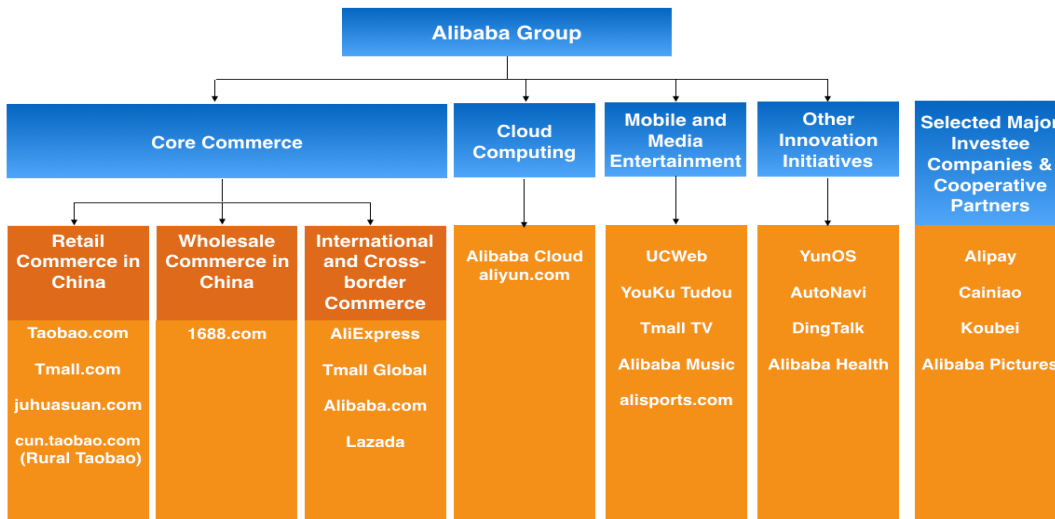 Alibaba Group
Core Commerce
Cloud
Computing
Mobile and
Media
Entertainment
Other
Innovation
Initiatives
Selected Major
Investee
Companies &
Cooperative
Partners
Retail
Commerce in
China
Taobao.com
Tmall.com
juhuasuan.com
cun.taobao.com
(Rural Taobao)
Wholesale
Commerce in
China
1688.com
International
and Cross-
border
Commerce
AliExpress
Tmall Global
Alibaba.com
Lazada
Alibaba Cloud
aliyun.com
UCWeb
YouKu Tudou
Tmall TV
Alibaba Music
alisports.com
YunOS
AutoNavi
DingTalk
Alibaba Health
Alipay
Cainiao
Koubei
Alibaba Pictures